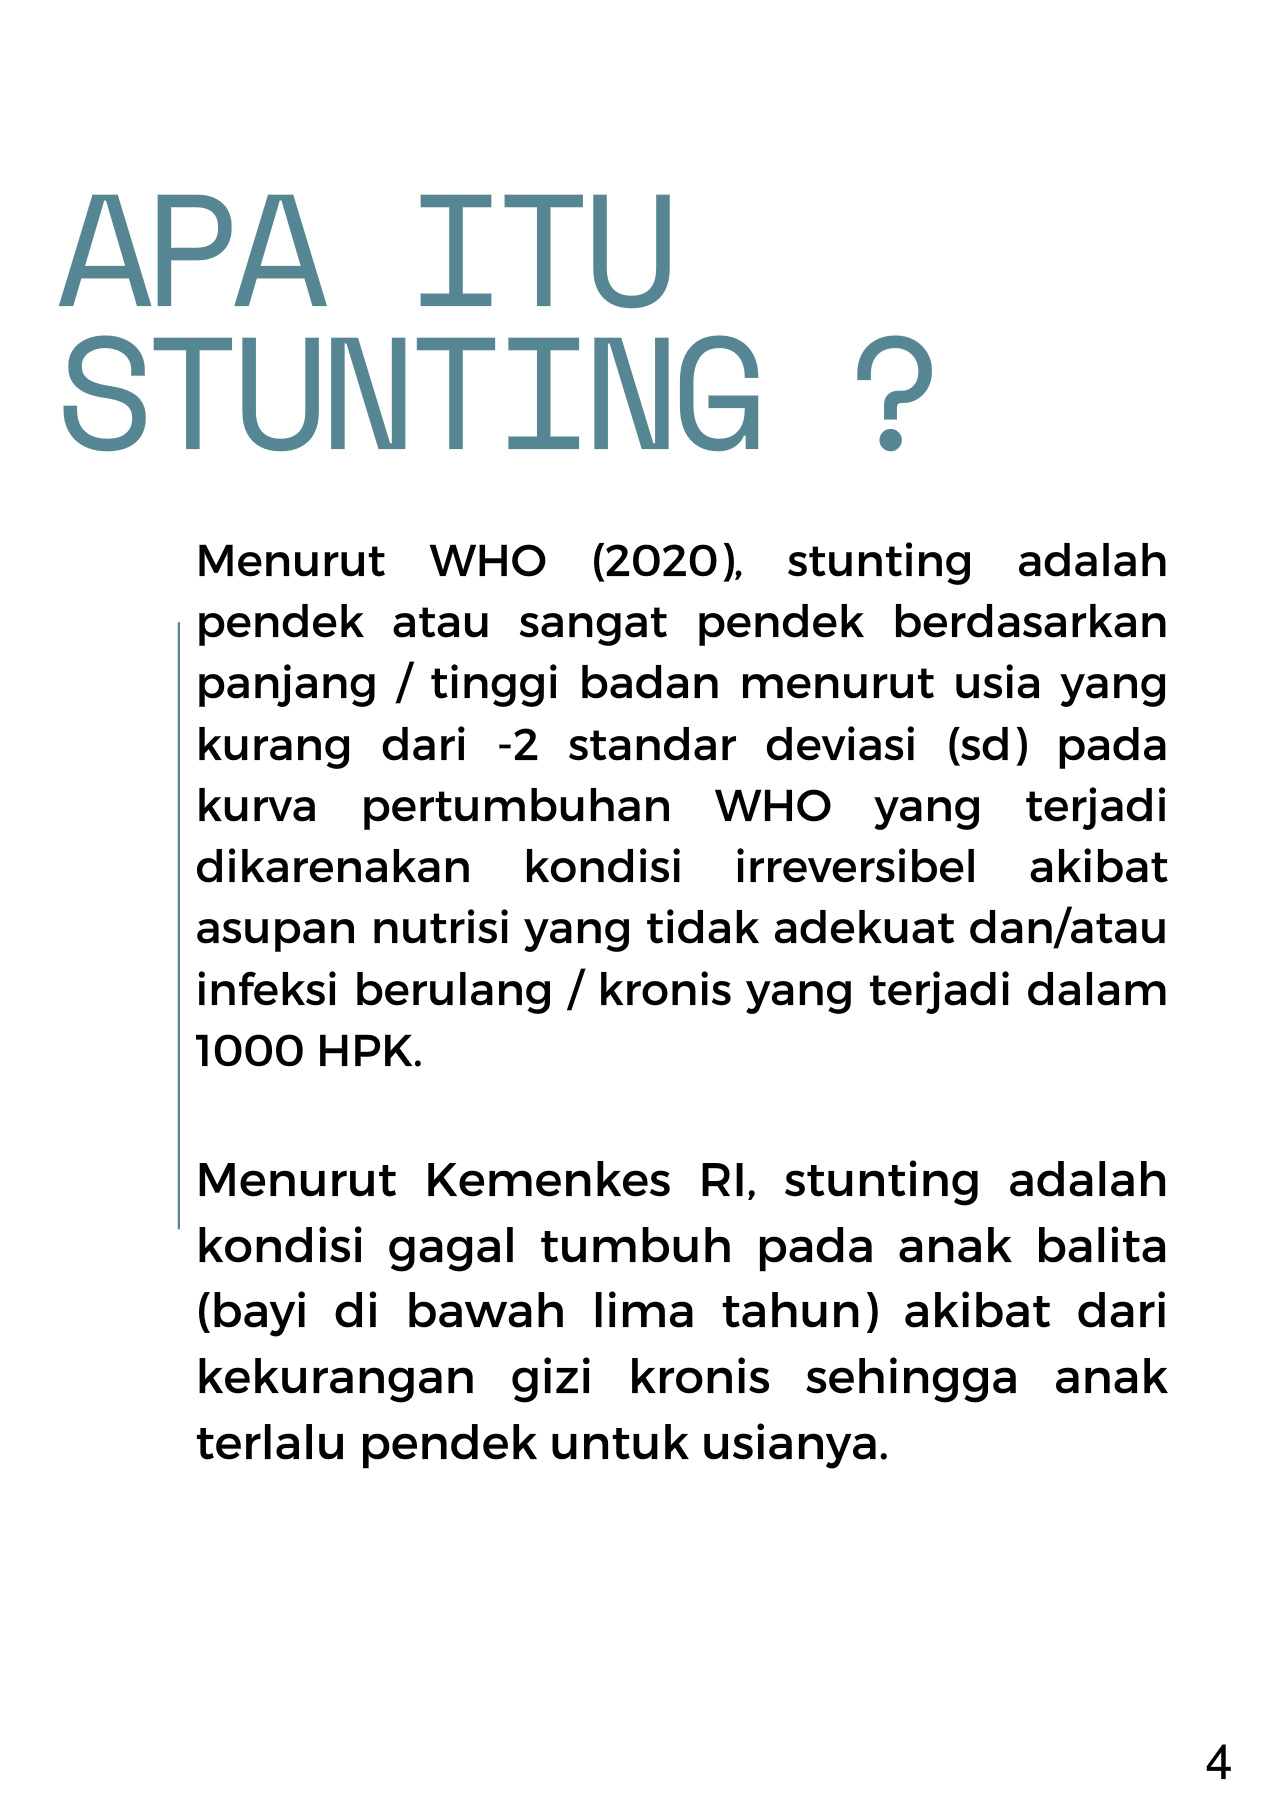 APA ITU
STUNTING ?
Menurut WHO (2020), stunting adalah
pendek atau sangat pendek berdasarkan
panjang / tinggi badan menurut usia yang
kurang dari -2 standar deviasi (sd) pada
kurva pertumbuhan WHO yang terjadi
dikarenakan kondisi irreversibel akibat
asupan nutrisi yang tidak adekuat dan/atau
infeksi berulang / kronis yang terjadi dalam
1000 HPK.
Menurut Kemenkes RI, stunting adalah
kondisi gagal tumbuh pada anak balita
(bayi di bawah lima tahun) akibat dari
kekurangan gizi kronis sehingga anak
terlalu pendek untuk usianya.
4